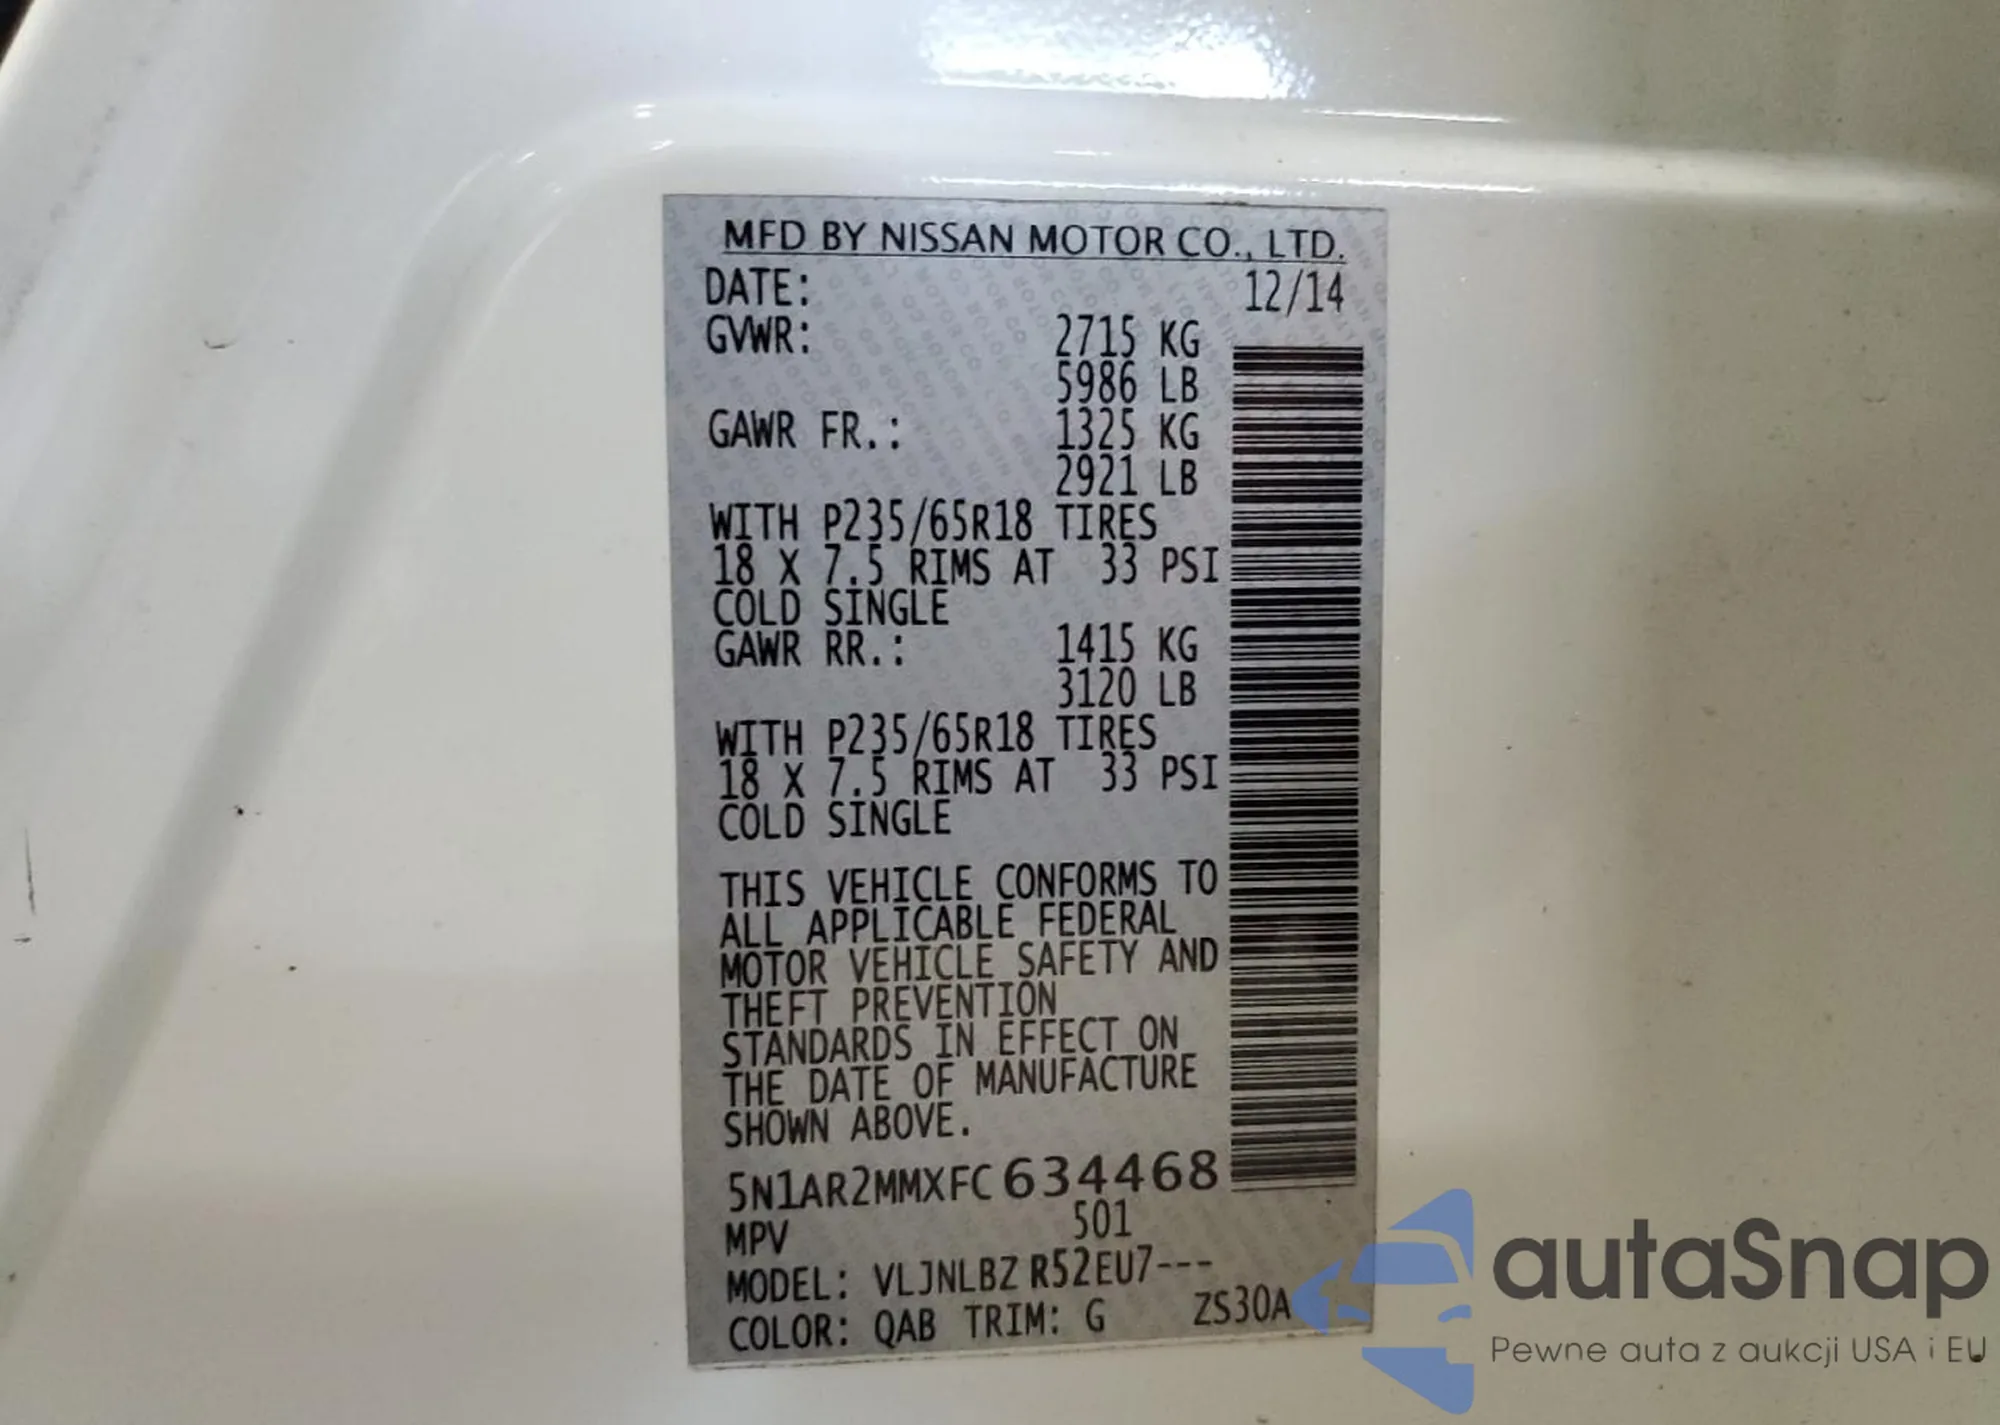 MFD BY NISSAN MOTOR CO., LTD.
DATE: 12/14
GVWR: 2715 KG
5986 LB
GAWR FR.: 1325 KG
2921 LB
WITH P235/65R18 TIRES
18 X 7.5 RIMS AT 33 PSI
COLD SINGLE
GAWR RR.: 1415 KG
3120 LB
WITH P235/65R18 TIRES
18 X 7.5 RIMS AT 33 PSI
COLD SINGLE
THIS VEHICLE CONFORMS TO
ALL APPLICABLE FEDERAL
MOTOR VEHICLE SAFETY AND
THEFT PREVENTION
STANDARDS IN EFFECT ON
THE DATE OF MANUFACTURE
SHOWN ABOVE.
5N1AR2MMXFC634468
MPV 501
MODEL: VLJNLBZ R52EU7---
COLOR: QAB TRIM: G ZS30A
autaSnap
Pewne auta z aukcji USA i EU